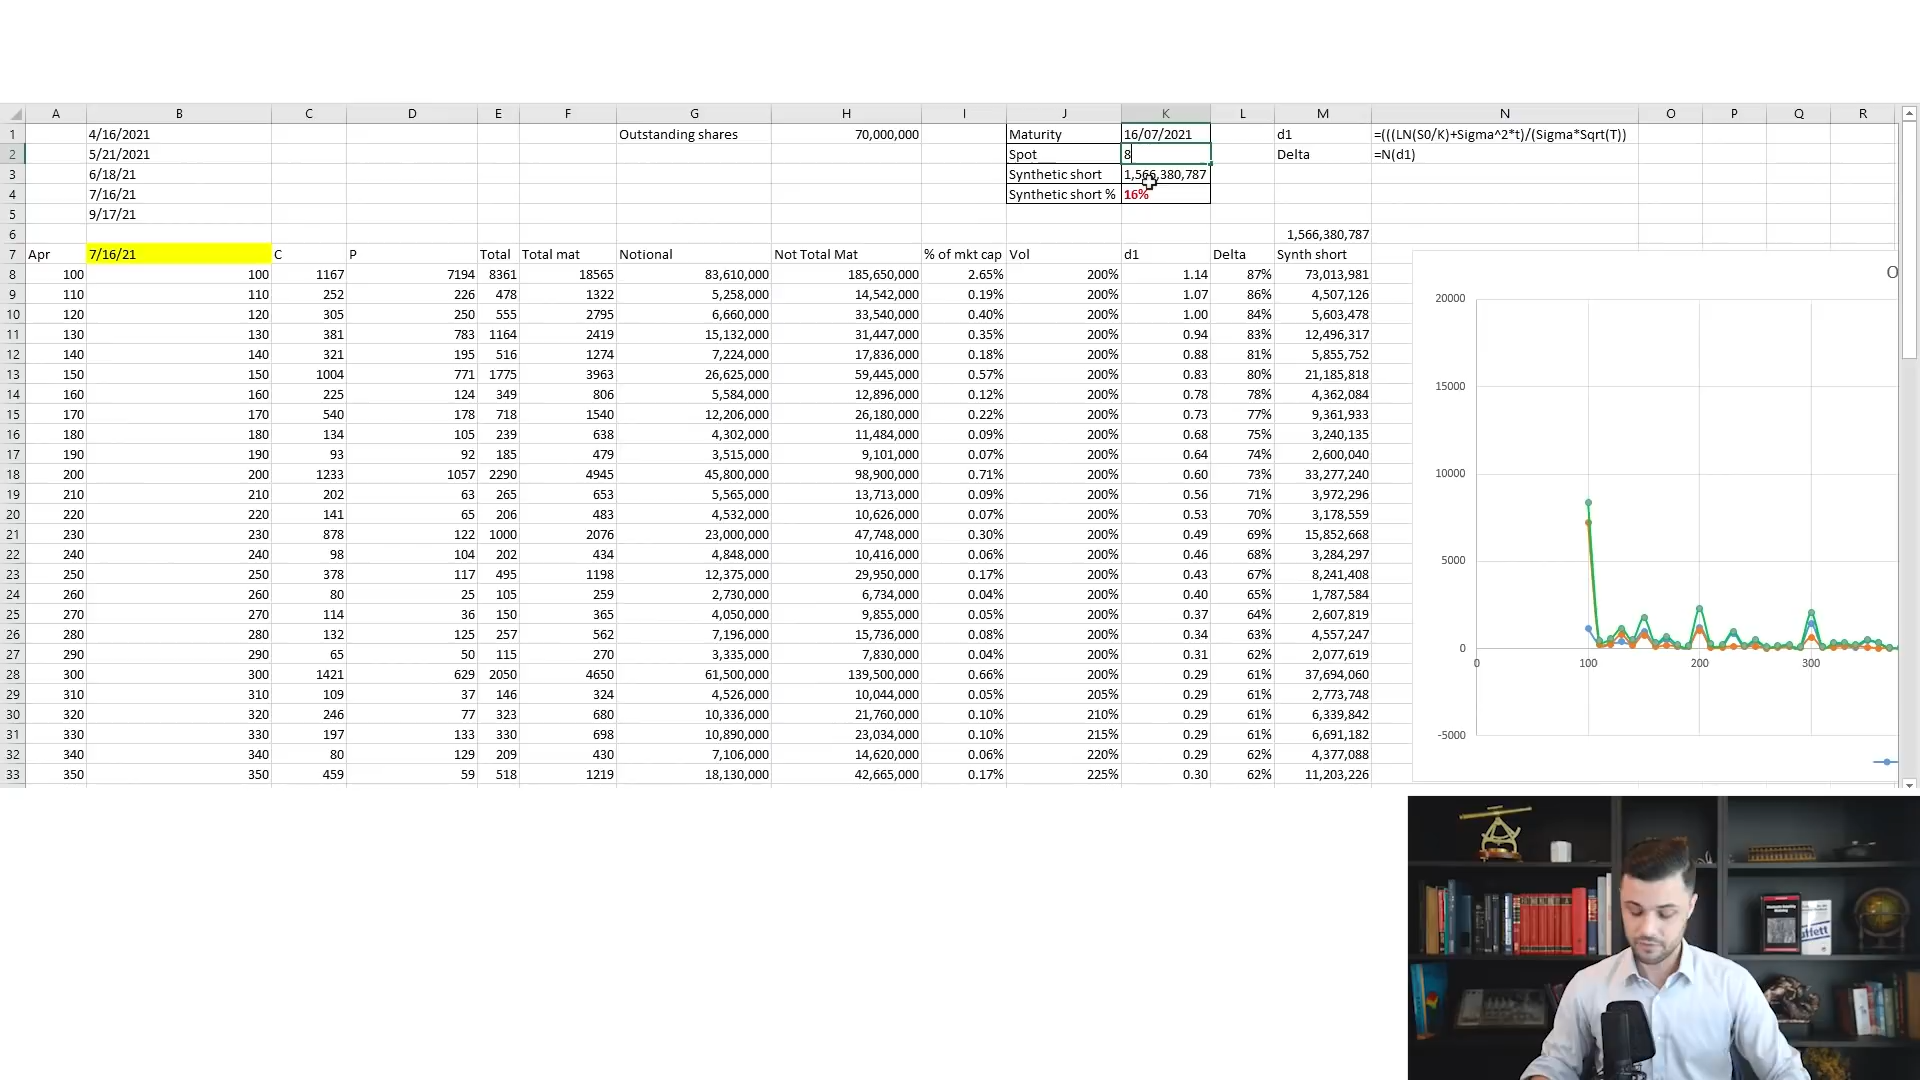 A B C D E F G H I J K L M N O P Q R
1 4/16/2021 Outstanding shares 70,000,000 Maturity 16/07/2021 d1 =(((LN(S0/K)+Sigma^2*t)/(Sigma*Sqrt(T))
2 5/21/2021 Spot 8 Delta =N(d1)
3 6/18/21 Synthetic short 1,566,380,787
4 7/16/21 Synthetic short % 16%
5 9/17/21
6 1,566,380,787
7 Apr 7/16/21 C P Total Total mat Notional Not Total Mat % of mkt cap Vol d1 Delta Synth short
8 100 100 1167 7194 8361 18565 83,610,000 185,650,000 2.65% 200% 1.14 87% 73,013,981
9 110 110 252 226 478 1322 5,258,000 14,542,000 0.19% 200% 1.07 86% 4,507,126
10 120 120 305 250 555 2795 6,660,000 33,540,000 0.40% 200% 1.00 84% 5,603,478
11 130 130 381 783 1164 2419 15,132,000 31,447,000 0.35% 200% 0.94 83% 12,496,317
12 140 140 321 195 516 1274 7,224,000 17,836,000 0.18% 200% 0.88 81% 5,855,752
13 150 150 1004 771 1775 3963 26,625,000 59,445,000 0.57% 200% 0.83 80% 21,185,818
14 160 160 225 124 349 806 5,584,000 12,896,000 0.12% 200% 0.78 78% 4,362,084
15 170 170 540 178 718 1540 12,206,000 26,180,000 0.22% 200% 0.73 77% 9,361,933
16 180 180 134 105 239 638 4,302,000 11,484,000 0.09% 200% 0.68 75% 3,240,135
17 190 190 93 92 185 479 3,515,000 9,101,000 0.07% 200% 0.64 74% 2,600,040
18 200 200 1233 1057 2290 4945 45,800,000 98,900,000 0.71% 200% 0.60 73% 33,277,240
19 210 210 202 63 265 653 5,565,000 13,713,000 0.09% 200% 0.56 71% 3,972,296
20 220 220 141 65 206 483 4,532,000 10,626,000 0.07% 200% 0.53 70% 3,178,559
21 230 230 878 122 1000 2076 23,000,000 47,748,000 0.30% 200% 0.49 69% 15,852,668
22 240 240 98 104 202 434 4,848,000 10,416,000 0.06% 200% 0.46 68% 3,284,297
23 250 250 378 117 495 1198 12,375,000 29,950,000 0.17% 200% 0.43 67% 8,241,408
24 260 260 80 25 105 259 2,730,000 6,734,000 0.04% 200% 0.40 65% 1,787,584
25 270 270 114 36 150 365 4,050,000 9,855,000 0.05% 200% 0.37 64% 2,607,819
26 280 280 132 125 257 562 7,196,000 15,736,000 0.08% 200% 0.34 63% 4,557,247
27 290 290 65 50 115 270 3,335,000 7,830,000 0.04% 200% 0.31 62% 2,077,619
28 300 300 1421 629 2050 4650 61,500,000 139,500,000 0.66% 200% 0.29 61% 37,694,060
29 310 310 109 37 146 324 4,526,000 10,044,000 0.05% 205% 0.29 61% 2,773,748
30 320 320 246 77 323 680 10,336,000 21,760,000 0.10% 210% 0.29 61% 6,339,842
31 330 330 197 133 330 698 10,890,000 23,034,000 0.10% 215% 0.29 61% 6,691,182
32 340 340 80 129 209 430 7,106,000 14,620,000 0.06% 220% 0.29 62% 4,377,088
33 350 350 459 59 518 1219 18,130,000 42,665,000 0.17% 225% 0.30 62% 11,203,226
O
20000
15000
10000
5000
0
0 100 200 300
-5000